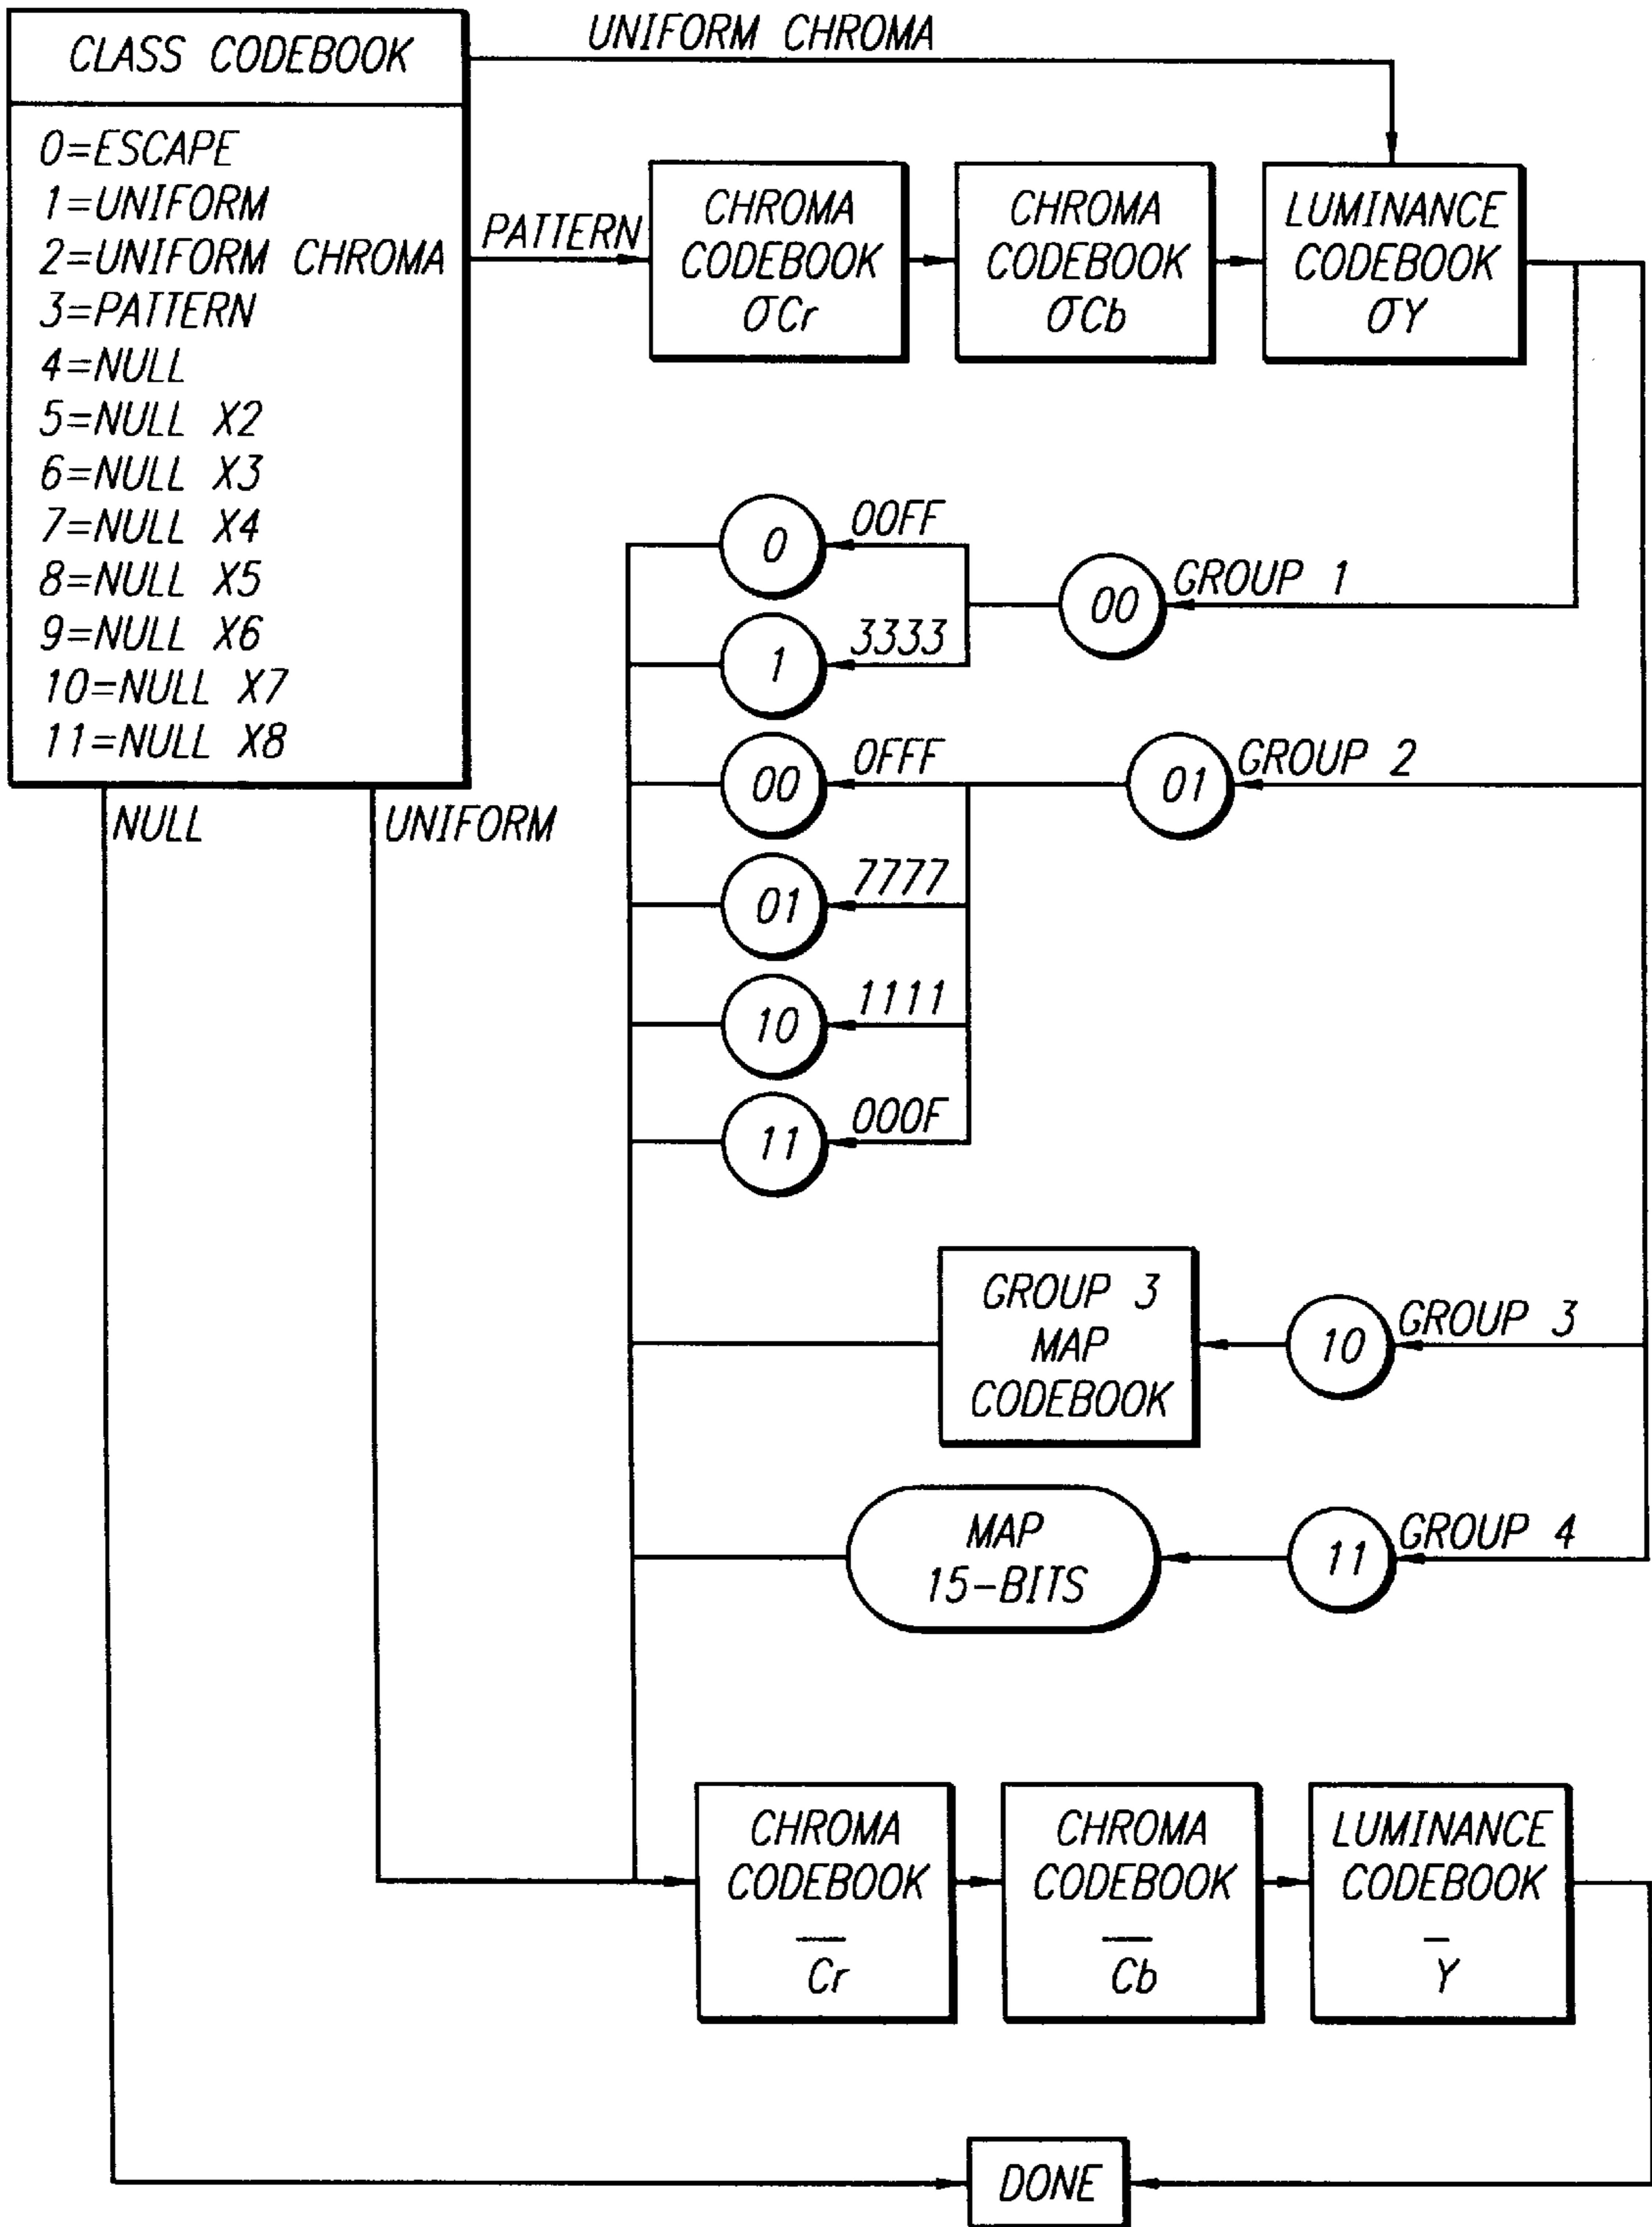 CLASS CODEBOOK
0=ESCAPE
1=UNIFORM
2=UNIFORM CHROMA
3=PATTERN
4=NULL
5=NULL X2
6=NULL X3
7=NULL X4
8=NULL X5
9=NULL X6
10=NULL X7
11=NULL X8
UNIFORM CHROMA
PATTERN
CHROMA
CODEBOOK
σCr
CHROMA
CODEBOOK
σCb
LUMINANCE
CODEBOOK
σY
0
00FF
00
GROUP 1
1
3333
00
0FFF
01
GROUP 2
NULL
UNIFORM
01
7777
10
1111
11
000F
GROUP 3
MAP
CODEBOOK
10
GROUP 3
MAP
15-BITS
11
GROUP 4
CHROMA
CODEBOOK
C̅r̅
CHROMA
CODEBOOK
C̅b̅
LUMINANCE
CODEBOOK
Y̅
DONE